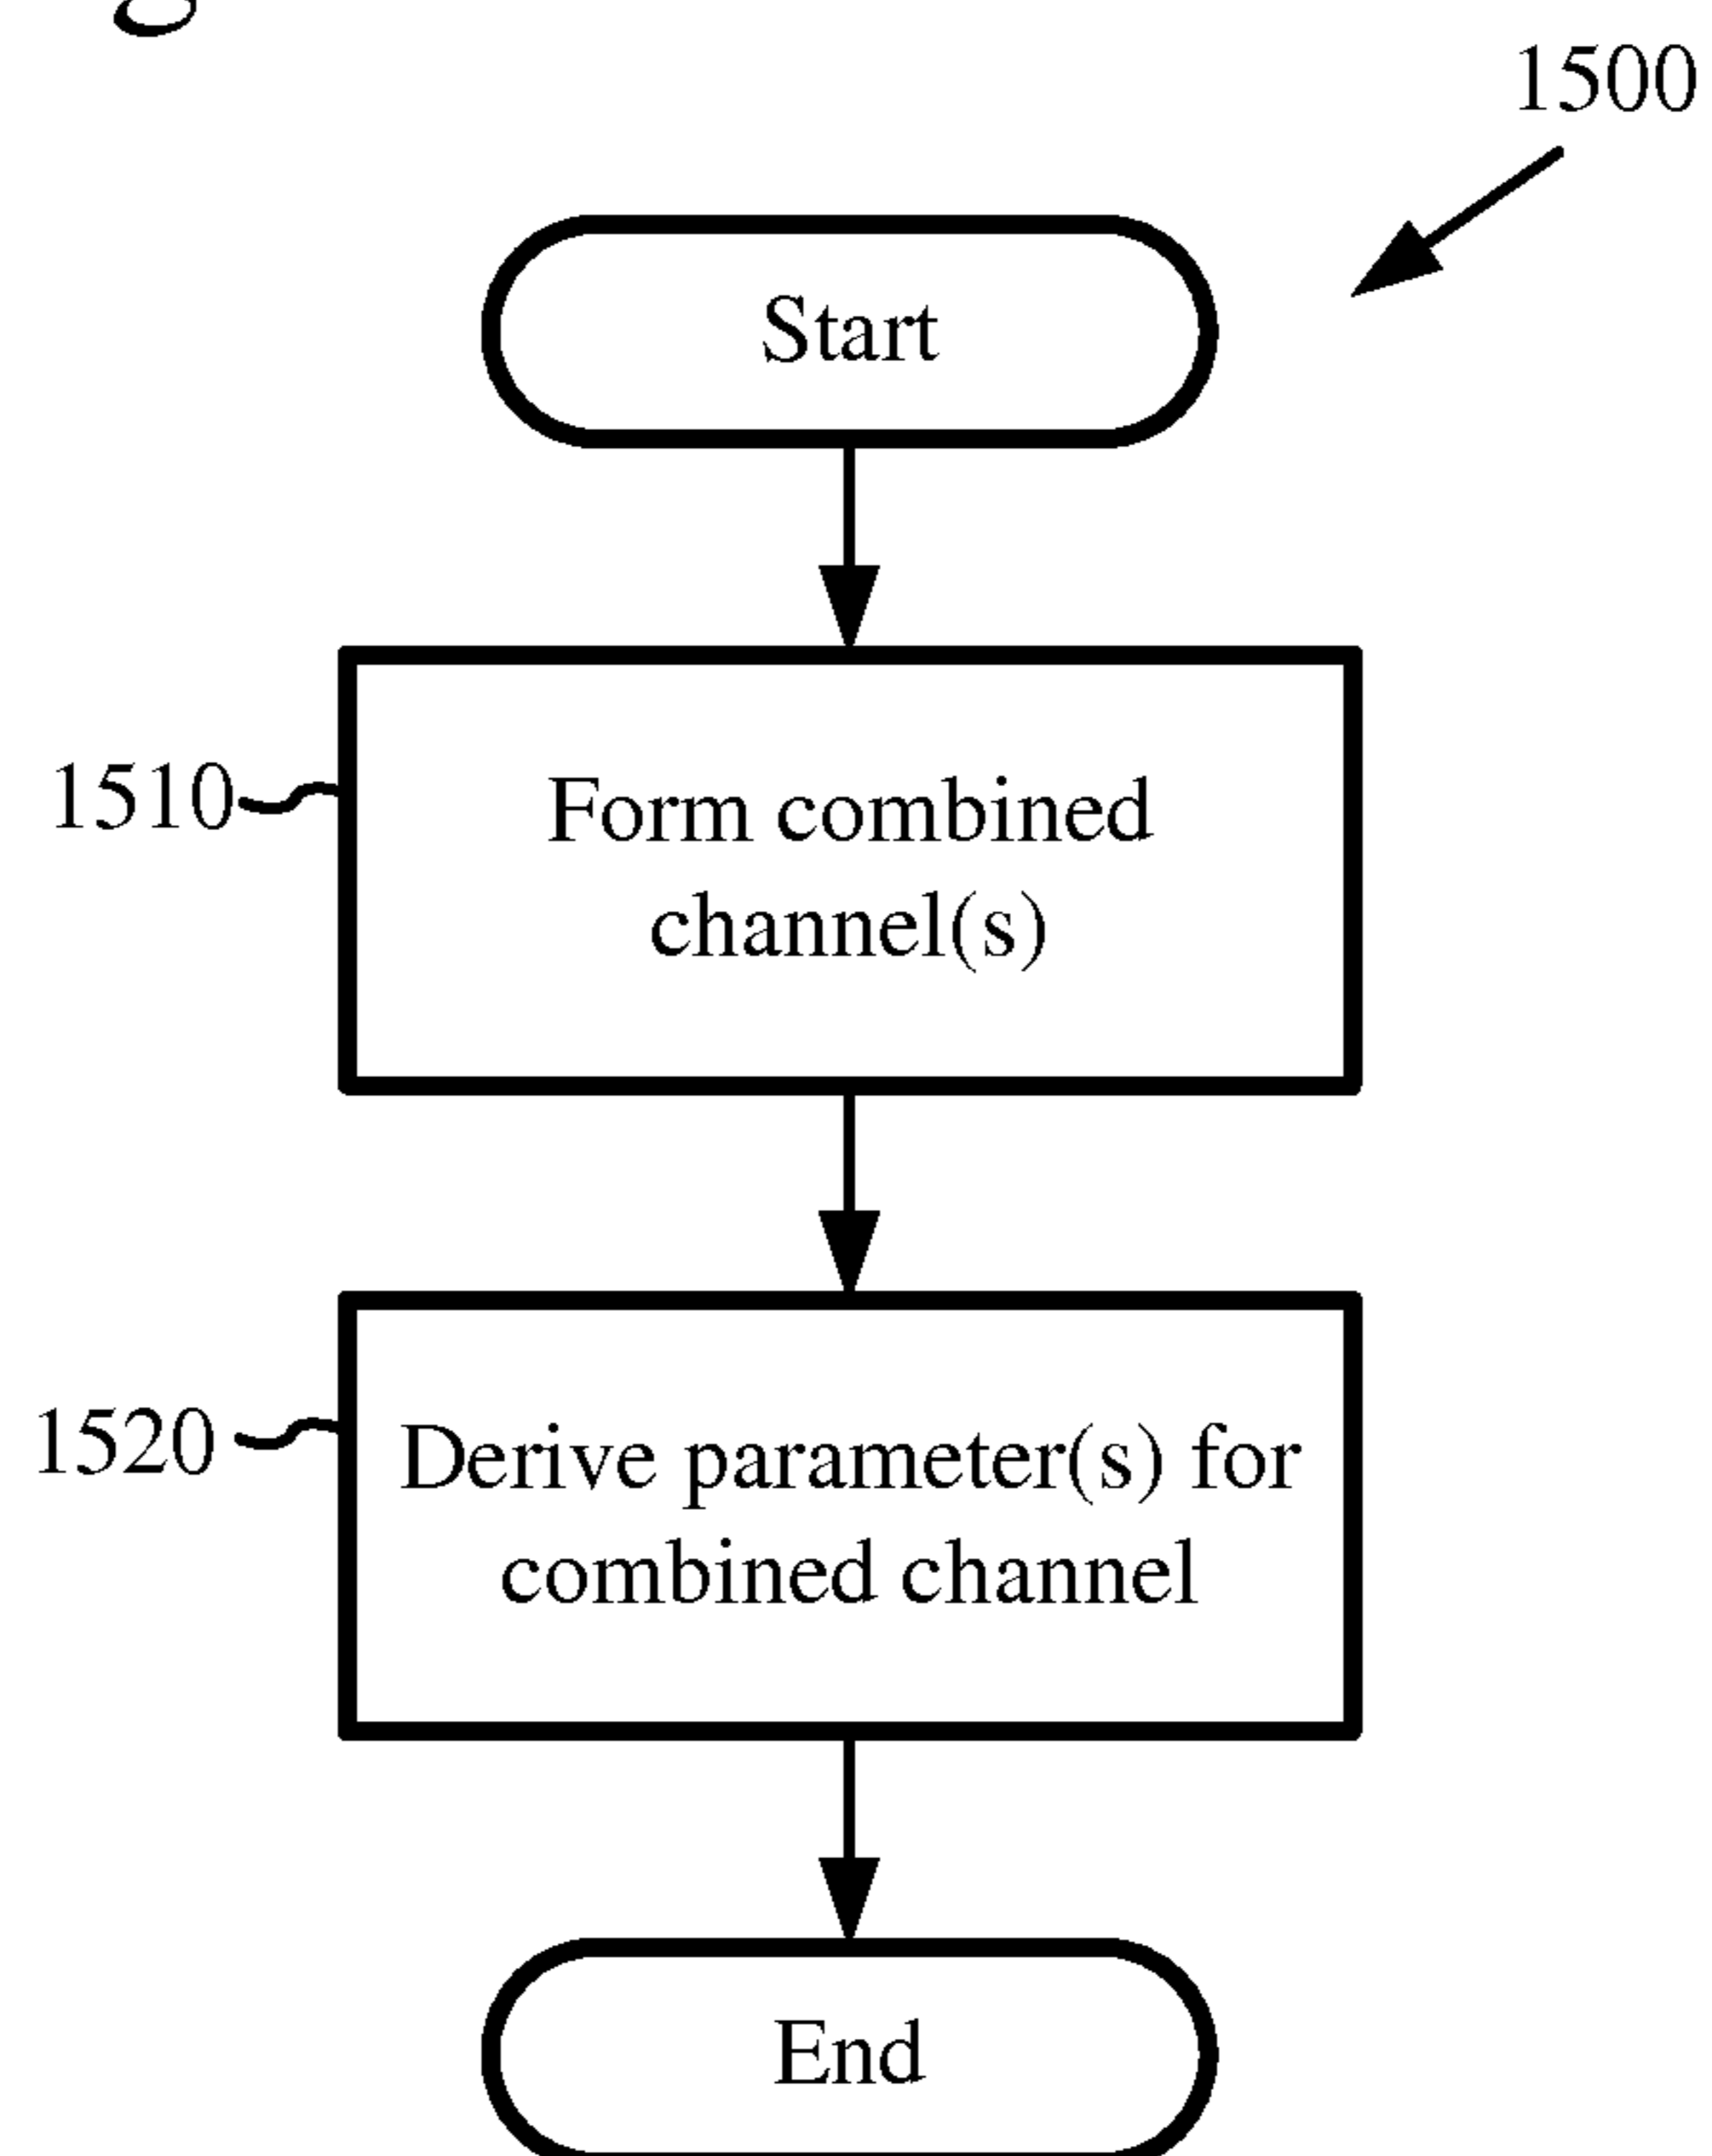 1500
Start
1510
Form combined
channel(s)
1520
Derive parameter(s) for
combined channel
End